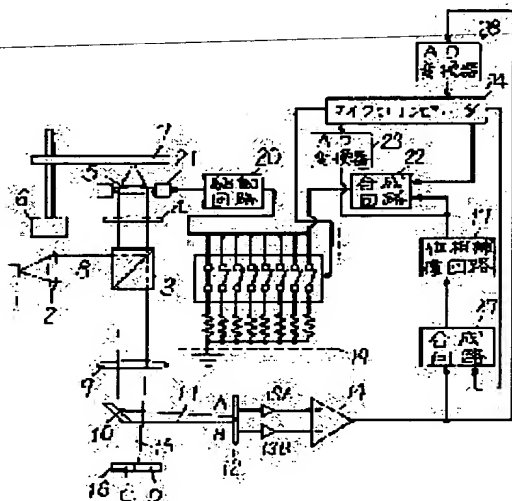 28
A D
変換器
24
マイクロコンピュータ
7
5
21
20
駆動
回路
A D
変換器
23
22
合成
回路
6
4
8
1
2
3
17
位相補
償回路
27
合成
回路
19
9
11
A
13A
14
10
B
13B
15
12
16
C
D